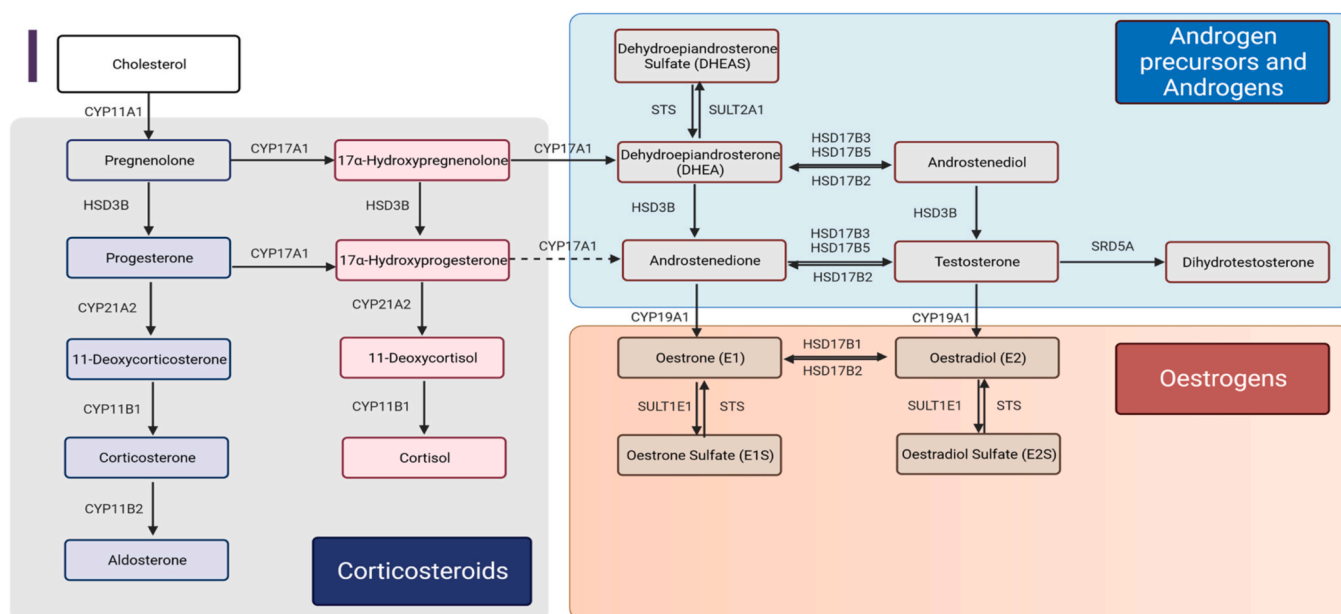 Cholesterol
CYP11A1
Pregnenolone
CYP17A1
17α-Hydroxypregnenolone
CYP17A1
HSD3B
HSD3B
Progesterone
CYP17A1
17α-Hydroxyprogesterone
CYP17A1
CYP21A2
CYP21A2
11-Deoxycorticosterone
11-Deoxycortisol
CYP11B1
CYP11B1
Corticosterone
Cortisol
CYP11B2
Aldosterone
Corticosteroids
Dehydroepiandrosterone
Sulfate (DHEAS)
STS
SULT2A1
Dehydroepiandrosterone
(DHEA)
HSD17B3
HSD17B5
HSD17B2
Androstenediol
HSD3B
HSD3B
Androstenedione
HSD17B3
HSD17B5
HSD17B2
Testosterone
SRD5A
Dihydrotestosterone
Androgen
precursors and
Androgens
CYP19A1
CYP19A1
Oestrone (E1)
HSD17B1
HSD17B2
Oestradiol (E2)
SULT1E1
STS
SULT1E1
STS
Oestrone Sulfate (E1S)
Oestradiol Sulfate (E2S)
Oestrogens